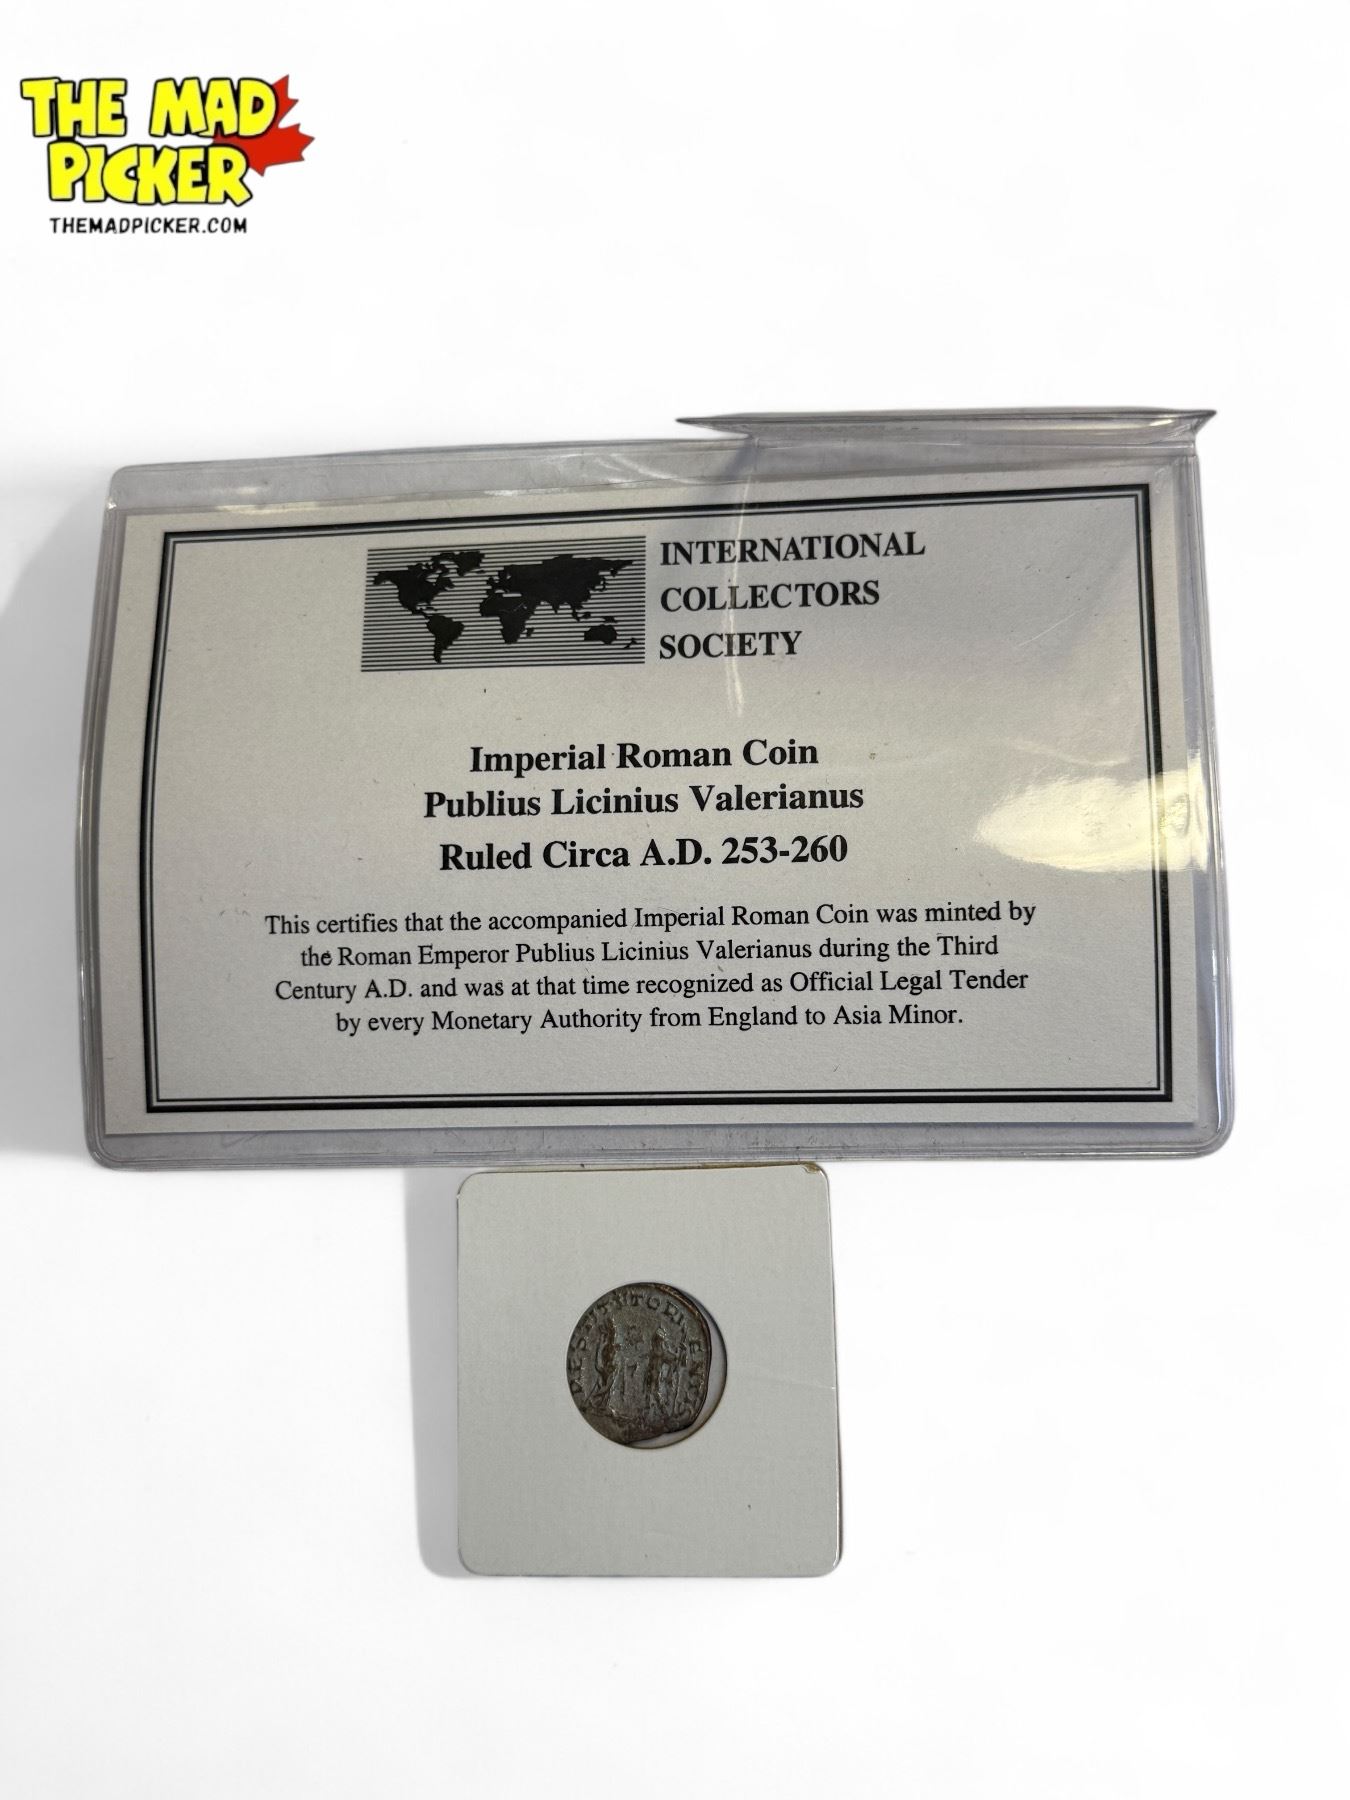 THE MAD
PICKER
THEMADPICKER.COM
INTERNATIONAL
COLLECTORS
SOCIETY
Imperial Roman Coin
Publius Licinius Valerianus
Ruled Circa A.D. 253-260
This certifies that the accompanied Imperial Roman Coin was minted by
the Roman Emperor Publius Licinius Valerianus during the Third
Century A.D. and was at that time recognized as Official Legal Tender
by every Monetary Authority from England to Asia Minor.
RESTITVTORIENTIS